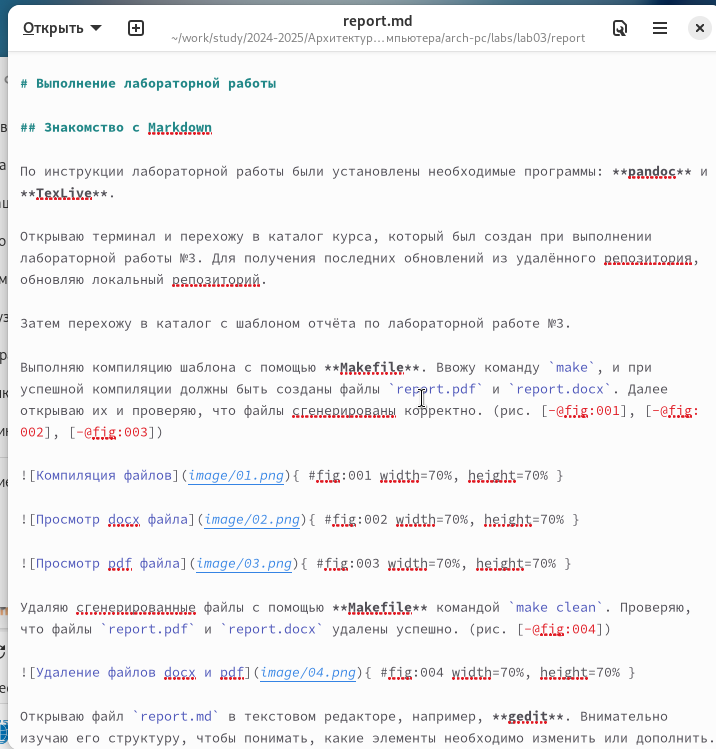 Открыть
report.md
~/work/study/2024-2025/Архитектур…мпьютера/arch-pc/labs/lab03/report
# Выполнение лабораторной работы
## Знакомство с Markdown
По инструкции лабораторной работы были установлены необходимые программы: **pandoc** и
**TexLive**.
Открываю терминал и перехожу в каталог курса, который был создан при выполнении
лабораторной работы №3. Для получения последних обновлений из удалённого репозитория,
обновляю локальный репозиторий.
Затем перехожу в каталог с шаблоном отчёта по лабораторной работе №3.
Выполняю компиляцию шаблона с помощью **Makefile**. Ввожу команду `make`, и при
успешной компиляции должны быть созданы файлы `report.pdf` и `report.docx`. Далее
открываю их и проверяю, что файлы сгенерированы корректно. (рис. [-@fig:001], [-@fig:
002], [-@fig:003])
![Компиляция файлов](image/01.png){ #fig:001 width=70%, height=70% }
![Просмотр docx файла](image/02.png){ #fig:002 width=70%, height=70% }
![Просмотр pdf файла](image/03.png){ #fig:003 width=70%, height=70% }
Удаляю сгенерированные файлы с помощью **Makefile** командой `make clean`. Проверяю,
что файлы `report.pdf` и `report.docx` удалены успешно. (рис. [-@fig:004])
![Удаление файлов docx и pdf](image/04.png){ #fig:004 width=70%, height=70% }
Открываю файл `report.md` в текстовом редакторе, например, **gedit**. Внимательно
изучаю его структуру, чтобы понимать, какие элементы необходимо изменить или дополнить.